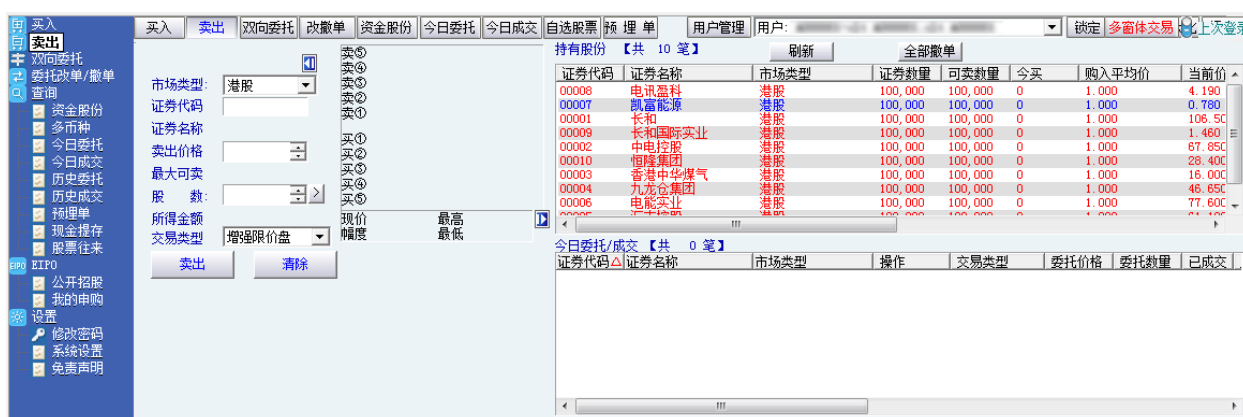 买入 卖出 双向委托 改撤单 资金股份 今日委托 今日成交 自选股票 预 埋 单 用户管理 用户: 锁定 多窗体交易 上次登录
买入
卖出
双向委托
委托改单/撤单
查询
资金股份
多币种
今日委托
今日成交
历史委托
历史成交
预埋单
现金提存
股票往来
EIPO EIPO
公开招股
我的申购
设置
修改密码
系统设置
免责声明
市场类型: 港股
证券代码
证券名称
卖出价格
最大可卖
股 数:
所得金额
交易类型 增强限价盘
卖出 清除
卖⑤
卖④
卖③
卖②
卖①
买①
买②
买③
买④
买⑤
现价 最高
幅度 最低
持有股份 【共 10 笔】 刷新 全部撤单
证券代码 证券名称 市场类型 证券数量 可卖数量 今买 购入平均价 当前价
00008 电讯盈科 港股 100,000 100,000 0 1.000 4.190
00007 凯富能源 港股 100,000 100,000 0 1.000 0.780
00001 长和 港股 100,000 100,000 0 1.000 106.50
00009 长和国际实业 港股 100,000 100,000 0 1.000 1.460
00002 中电控股 港股 100,000 100,000 0 1.000 67.850
00010 恒隆集团 港股 100,000 100,000 0 1.000 28.400
00003 香港中华煤气 港股 100,000 100,000 0 1.000 16.000
00004 九龙仓集团 港股 100,000 100,000 0 1.000 46.650
00006 电能实业 港股 100,000 100,000 0 1.000 77.600
今日委托/成交 【共 0 笔】
证券代码△ 证券名称 市场类型 操作 交易类型 委托价格 委托数量 已成交